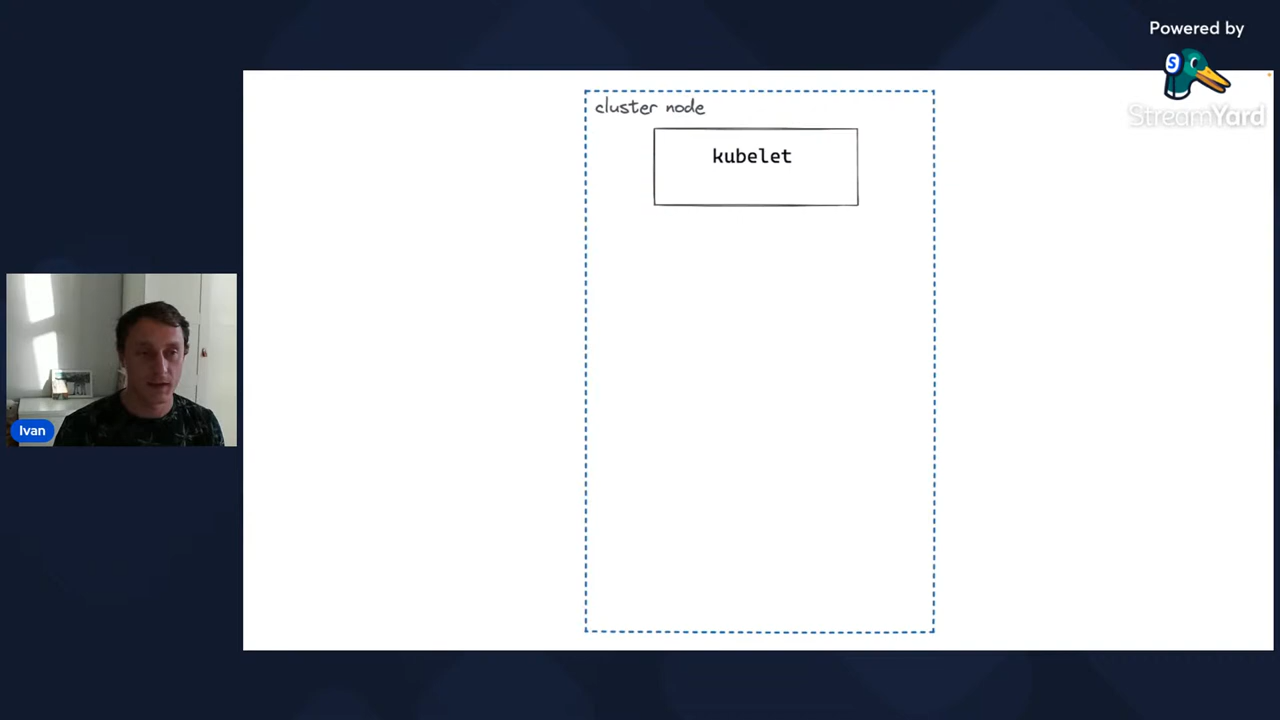 Powered by
S
StreamYard
cluster node
kubelet
Ivan